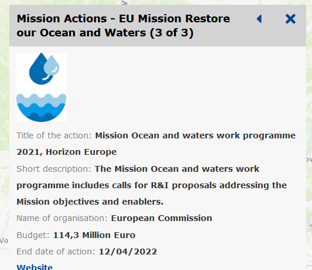 Mission Actions - EU Mission Restore
our Ocean and Waters (3 of 3)
Title of the action: Mission Ocean and waters work programme
2021, Horizon Europe
Short description: The Mission Ocean and waters work
programme includes calls for R&I proposals addressing the
Mission objectives and enablers.
Name of organisation: European Commission
Budget: 114,3 Million Euro
End date of action: 12/04/2022
Website